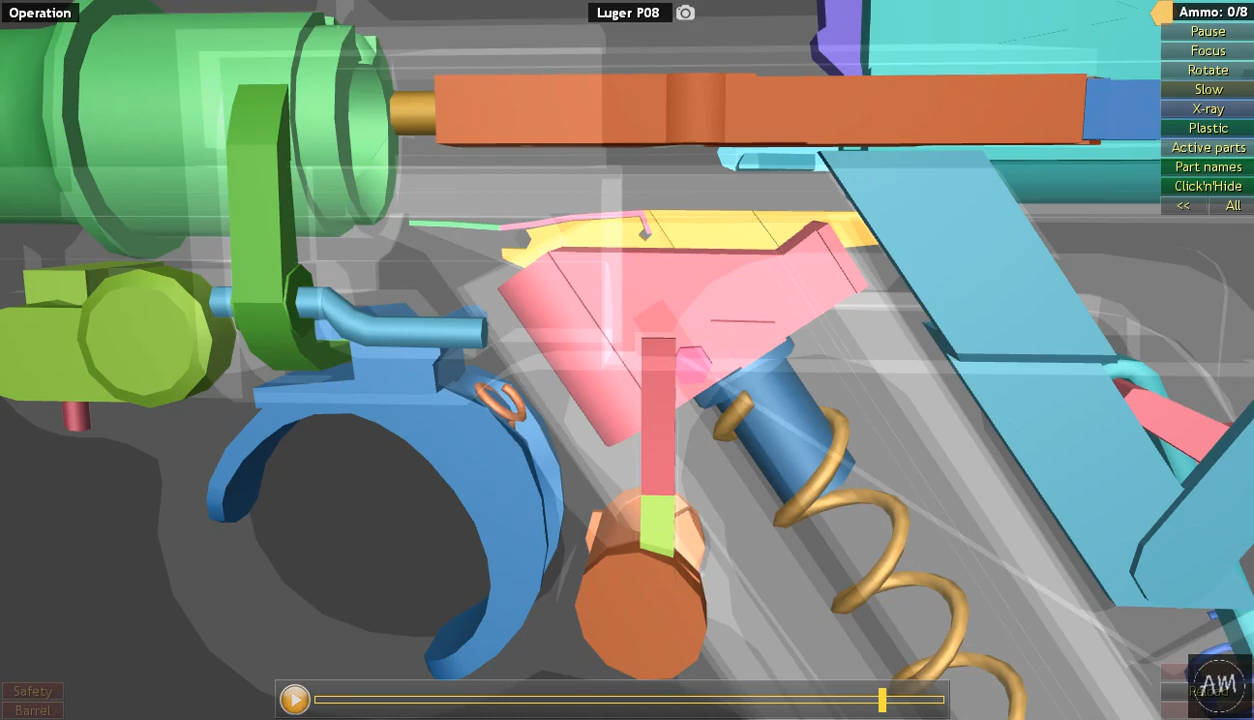 Operation
Luger P08
Ammo: 0/8
Pause
Focus
Rotate
Slow
X-ray
Plastic
Active parts
Part names
Click'n'Hide
<< All
Safety
Barrel
AM